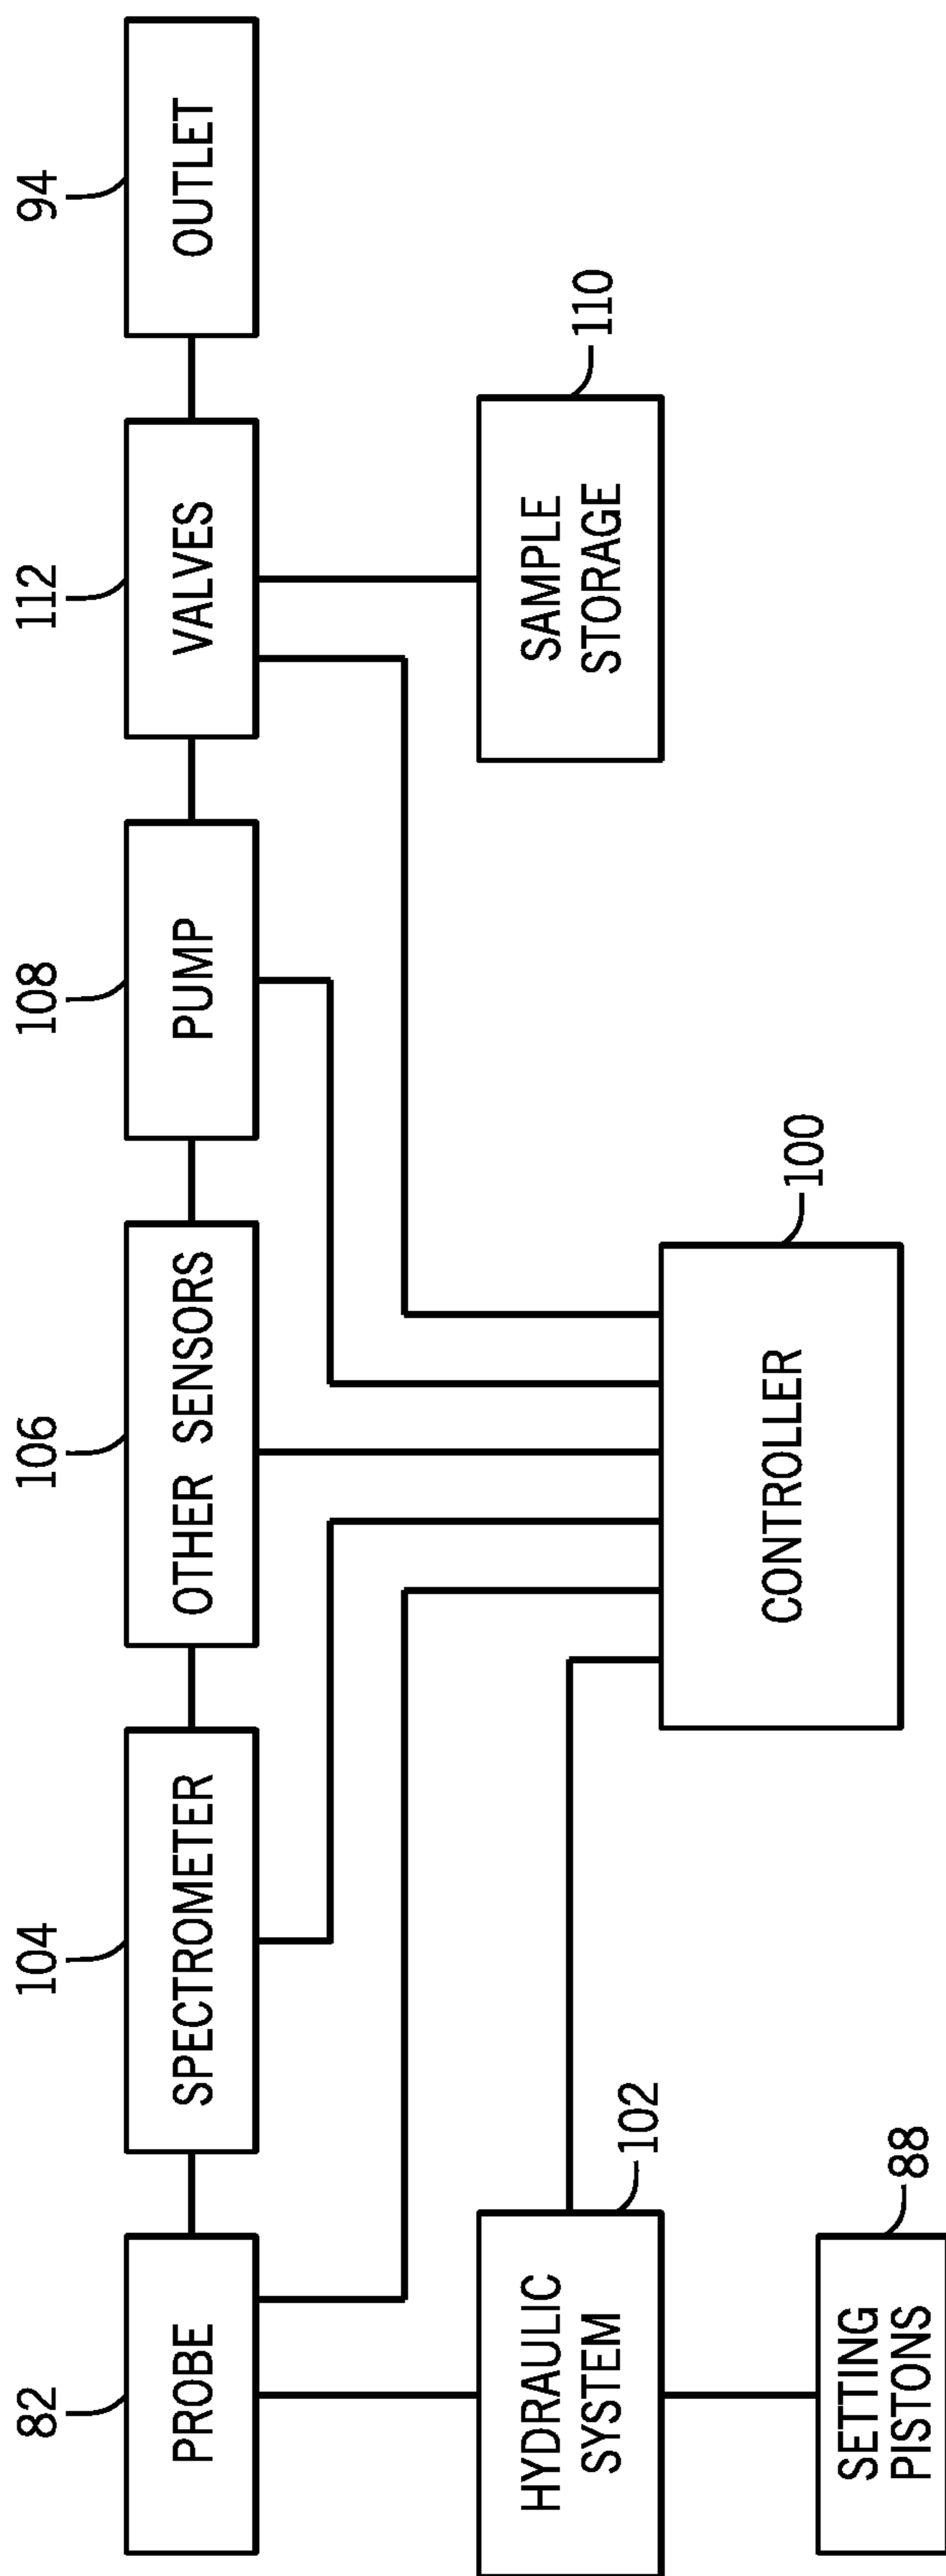 82
104
106
108
112
94
PROBE
SPECTROMETER
OTHER SENSORS
PUMP
VALVES
OUTLET
102
110
HYDRAULIC
SYSTEM
SAMPLE
STORAGE
88
100
SETTING
PISTONS
CONTROLLER